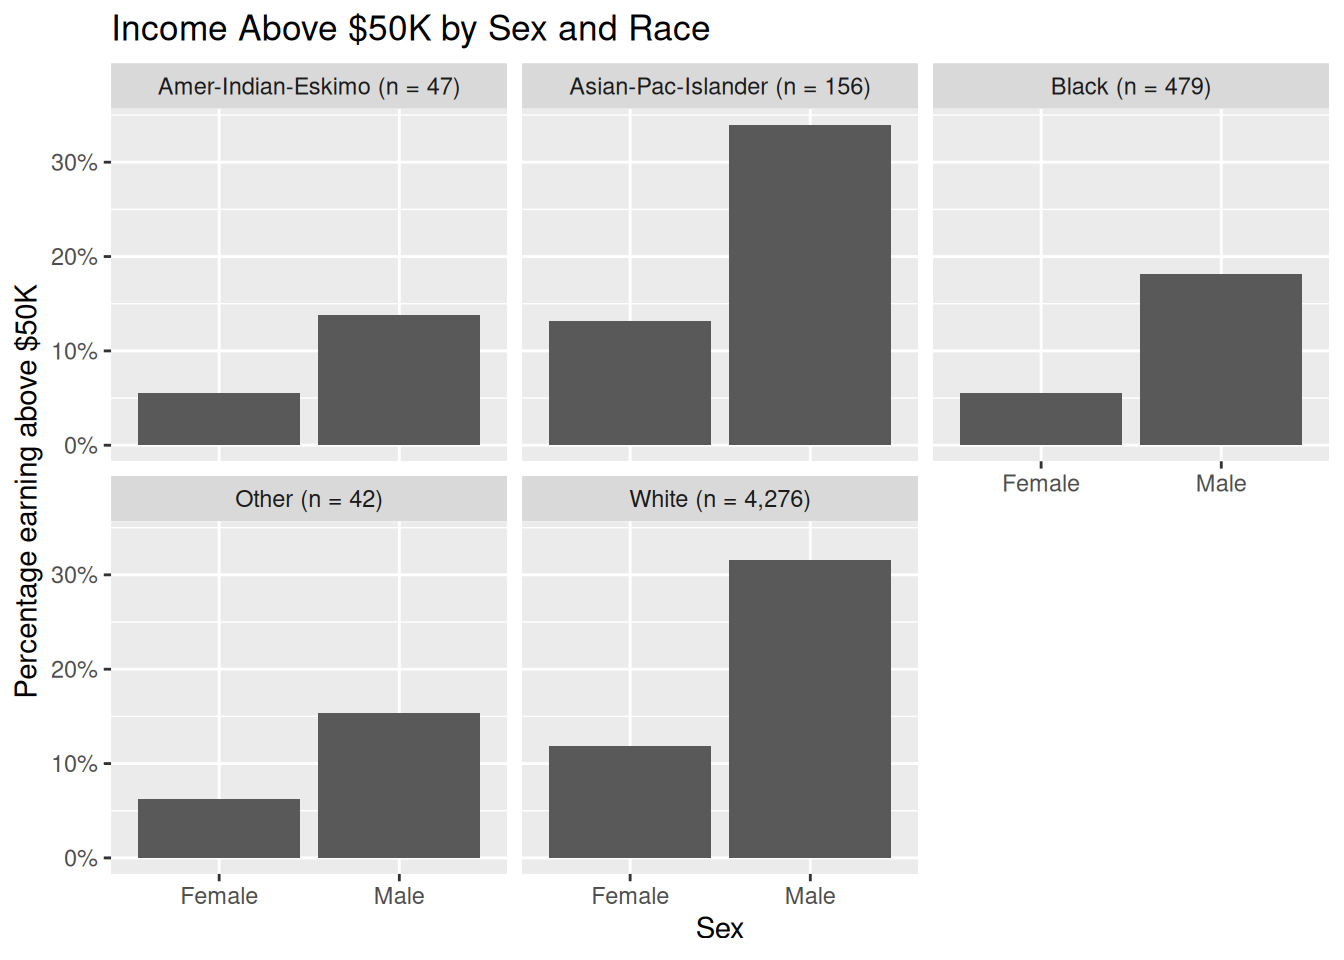 Income Above $50K by Sex and Race
Percentage earning above $50K
Amer-Indian-Eskimo (n = 47)
Asian-Pac-Islander (n = 156)
Black (n = 479)
30%
20%
10%
0%
Female
Male
Other (n = 42)
White (n = 4,276)
30%
20%
10%
0%
Female
Male
Female
Male
Sex